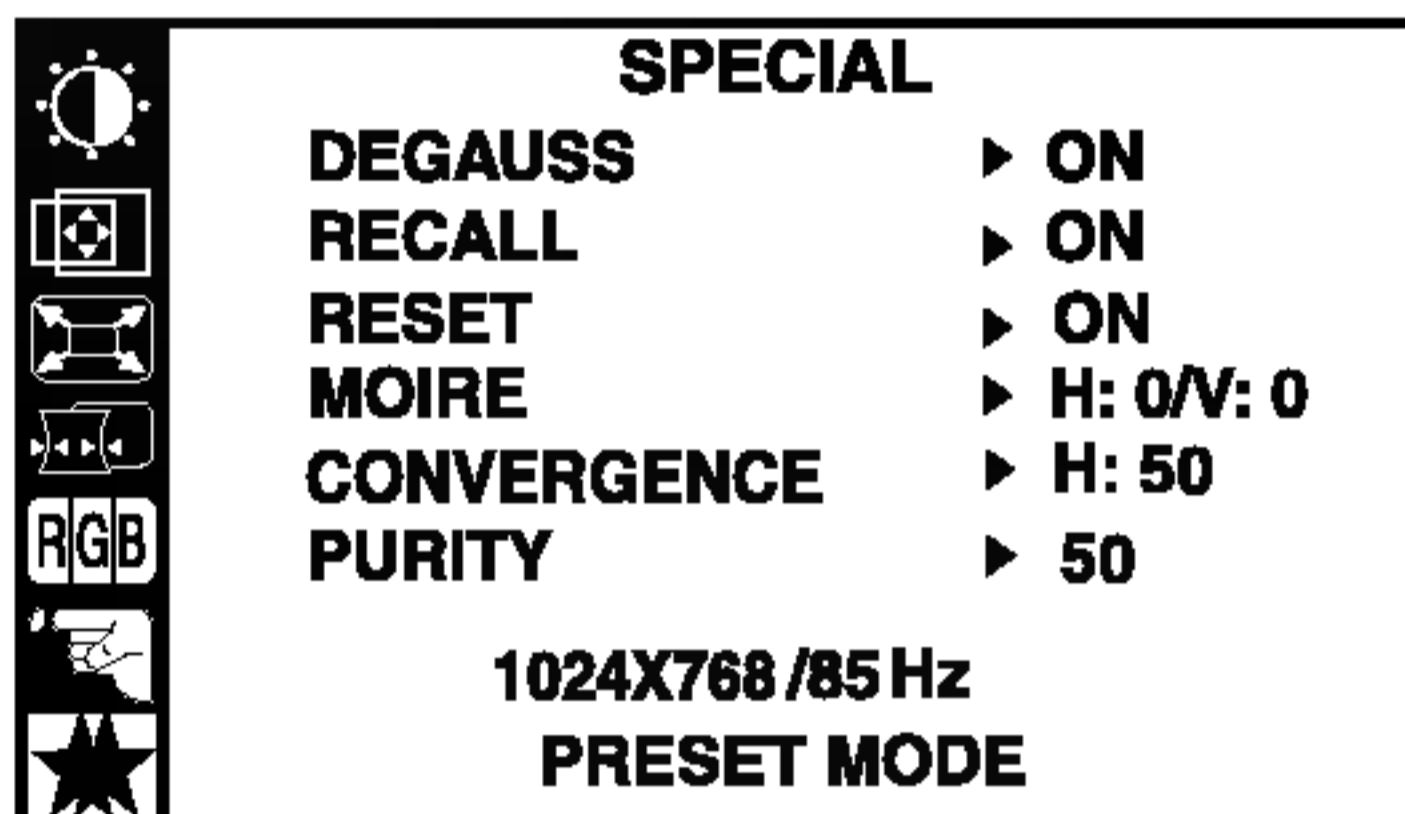 SPECIAL
DEGAUSS ▶ ON
RECALL ▶ ON
RESET ▶ ON
MOIRE ▶ H: 0/V: 0
CONVERGENCE ▶ H: 50
PURITY ▶ 50
RGB
1024X768 /85 Hz
PRESET MODE